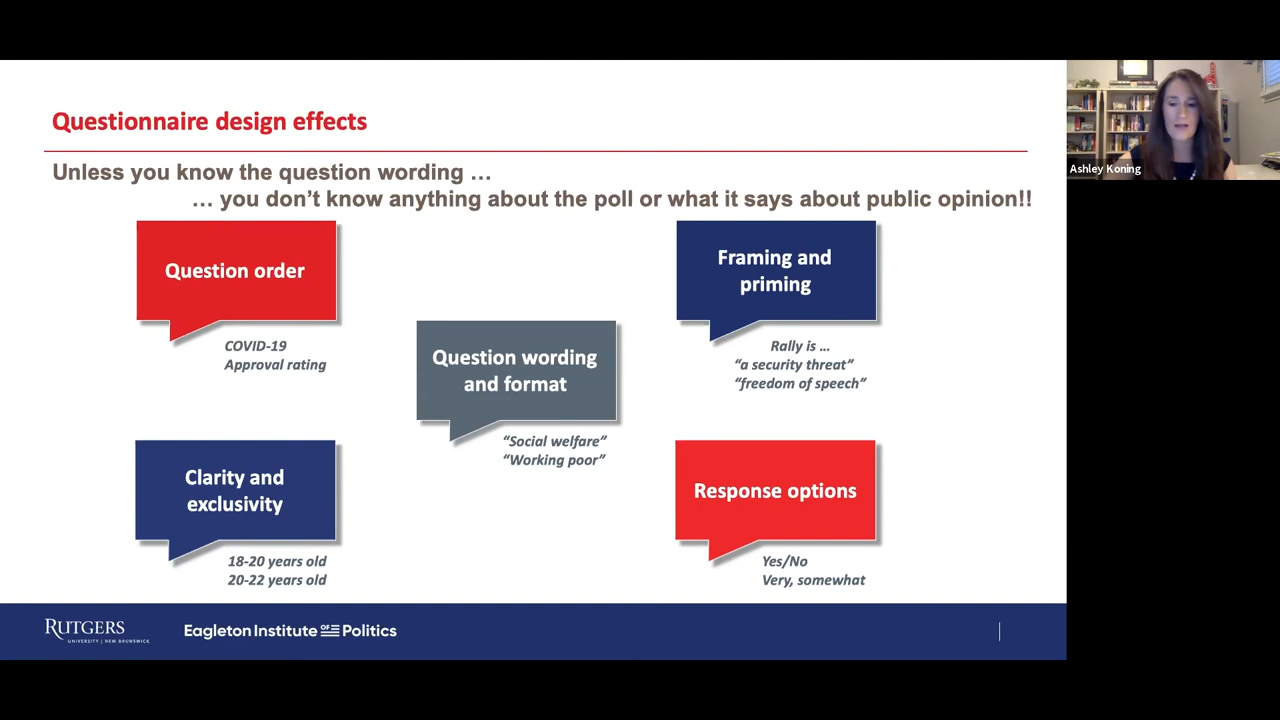 Questionnaire design effects
Unless you know the question wording …
… you don’t know anything about the poll or what it says about public opinion!!
Question order
COVID-19
Approval rating
Framing and
priming
Rally is …
“a security threat”
“freedom of speech”
Question wording
and format
“Social welfare”
“Working poor”
Clarity and
exclusivity
18-20 years old
20-22 years old
Response options
Yes/No
Very, somewhat
RUTGERS
UNIVERSITY | NEW BRUNSWICK
Eagleton Institute OF Politics
Ashley Koning